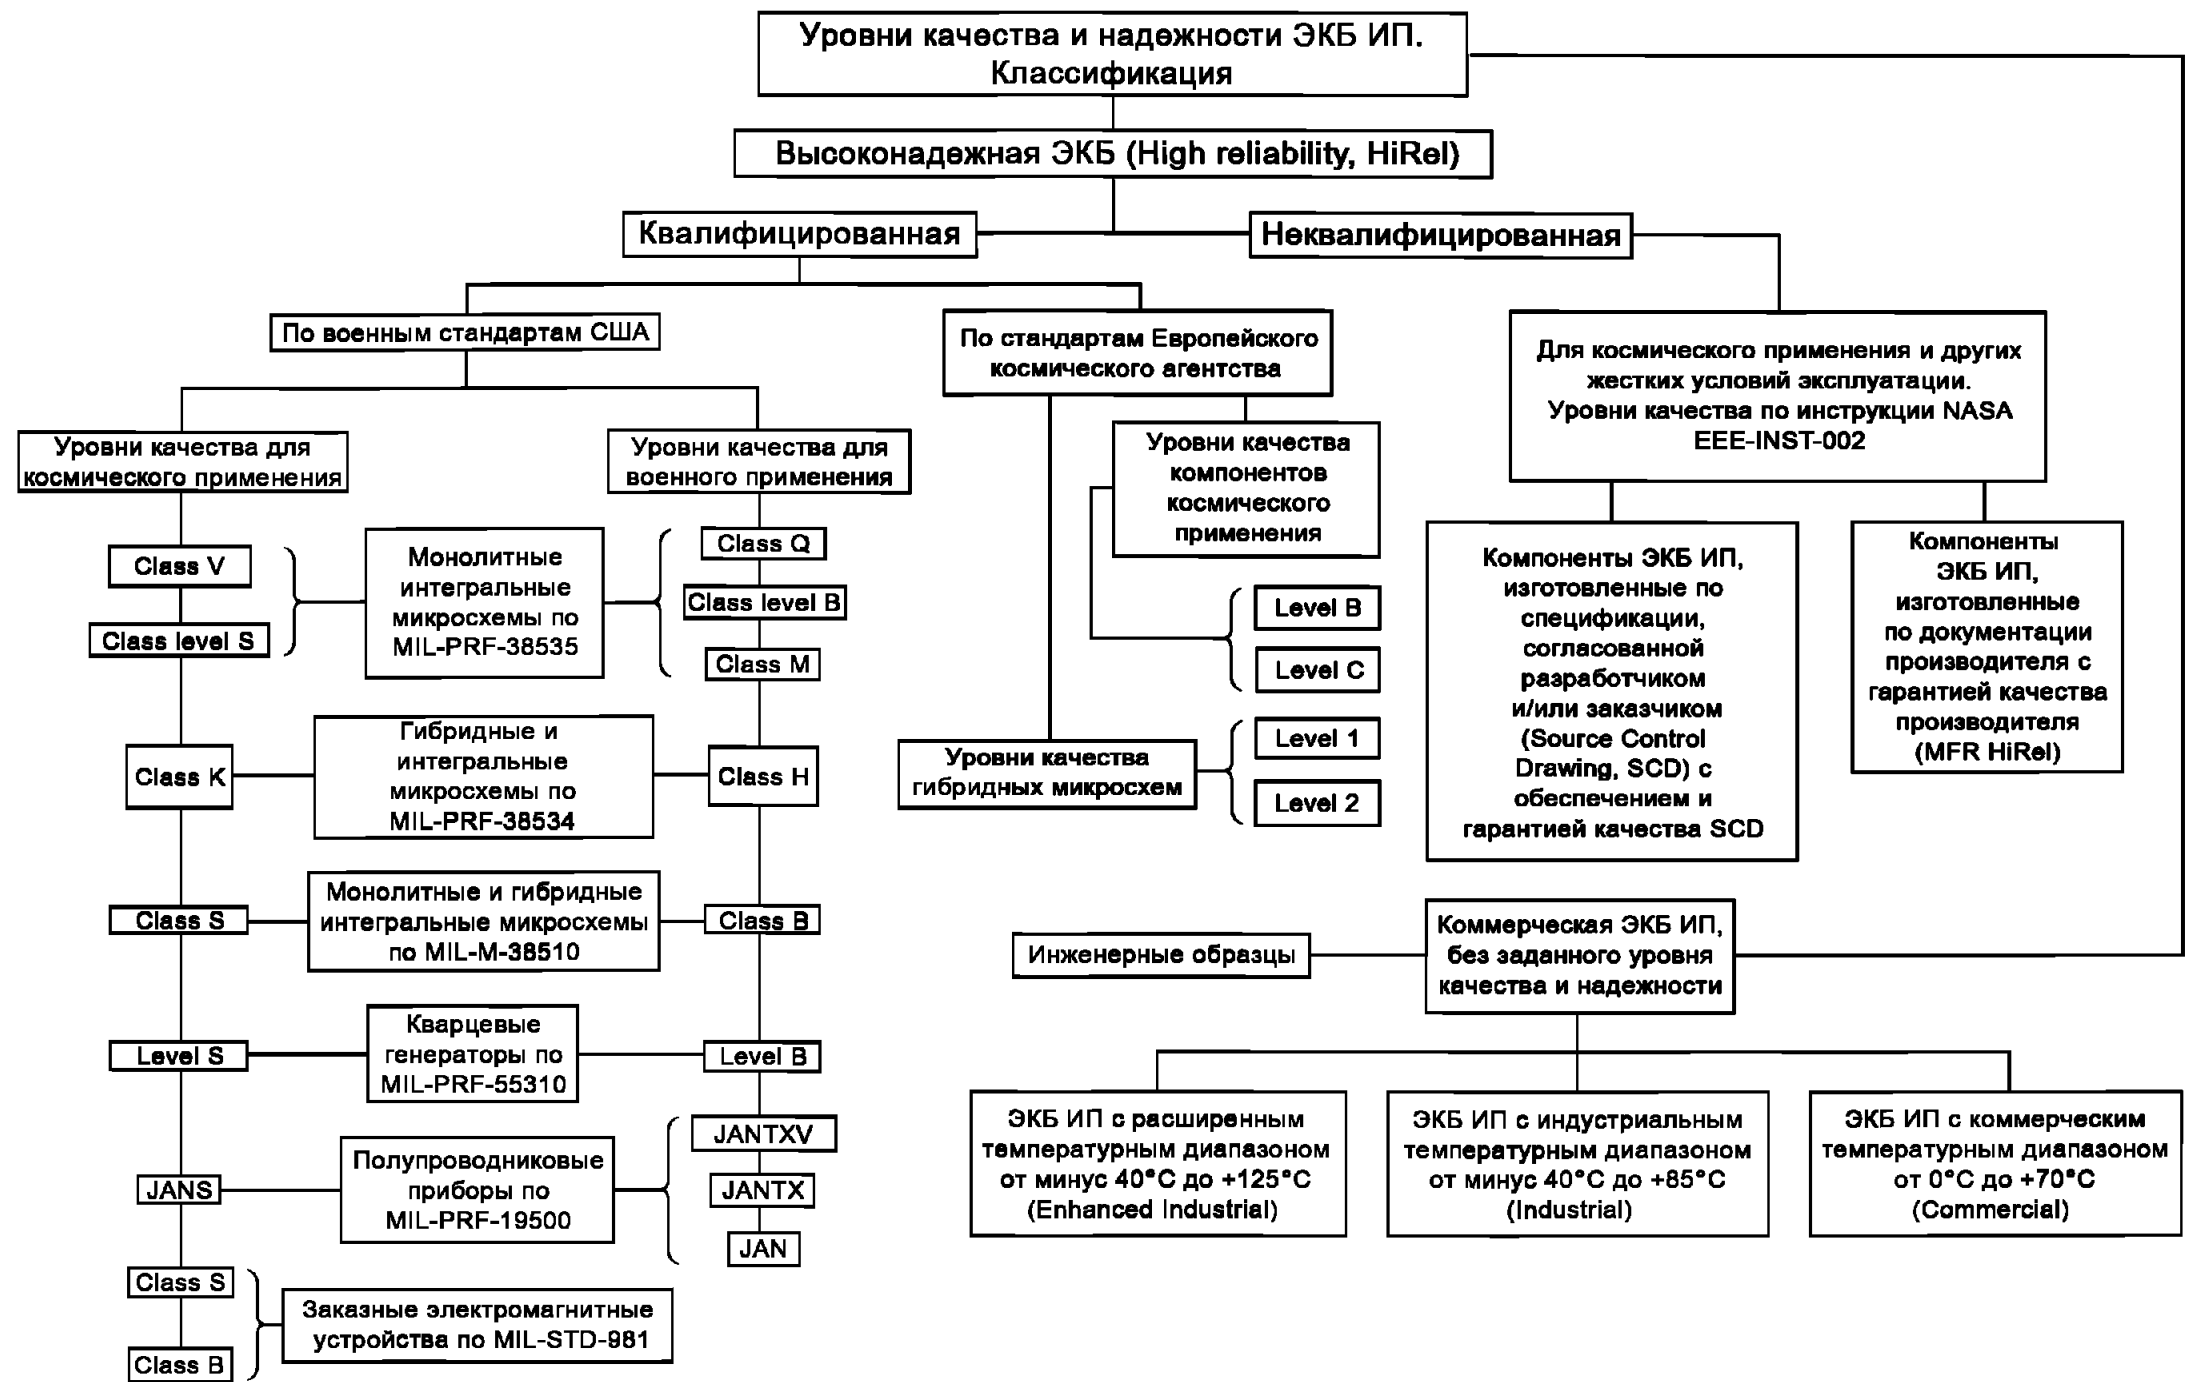 Уровни качества и надежности ЭКБ ИП.
Классификация
Высоконадежная ЭКБ (High reliability, HiRel)
Квалифицированная
Неквалифицированная
По военным стандартам США
Уровни качества для
космического применения
Уровни качества для
военного применения
Class V
Class level S
Монолитные
интегральные
микросхемы по
MIL-PRF-38535
Class Q
Class level B
Class M
Class K
Гибридные и
интегральные
микросхемы по
MIL-PRF-38534
Class H
Class S
Монолитные и гибридные
интегральные микросхемы
по MIL-M-38510
Class B
Level S
Кварцевые
генераторы по
MIL-PRF-55310
Level B
JANS
Полупроводниковые
приборы по
MIL-PRF-19500
JANTXV
JANTX
JAN
Class S
Class B
Заказные электромагнитные
устройства по MIL-STD-981
По стандартам Европейского
космического агентства
Уровни качества
компонентов
космического
применения
Level B
Level C
Уровни качества
гибридных микросхем
Level 1
Level 2
Для космического применения и других
жестких условий эксплуатации.
Уровни качества по инструкции NASA
EEE-INST-002
Компоненты ЭКБ ИП,
изготовленные по
спецификации,
согласованной
разработчиком
и/или заказчиком
(Source Control
Drawing, SCD) с
обеспечением и
гарантией качества SCD
Компоненты
ЭКБ ИП,
изготовленные
по документации
производителя с
гарантией качества
производителя
(MFR HiRel)
Инженерные образцы
Коммерческая ЭКБ ИП,
без заданного уровня
качества и надежности
ЭКБ ИП с расширенным
температурным диапазоном
от минус 40°C до +125°C
(Enhanced Industrial)
ЭКБ ИП с индустриальным
температурным диапазоном
от минус 40°C до +85°C
(Industrial)
ЭКБ ИП с коммерческим
температурным диапазоном
от 0°C до +70°C
(Commercial)